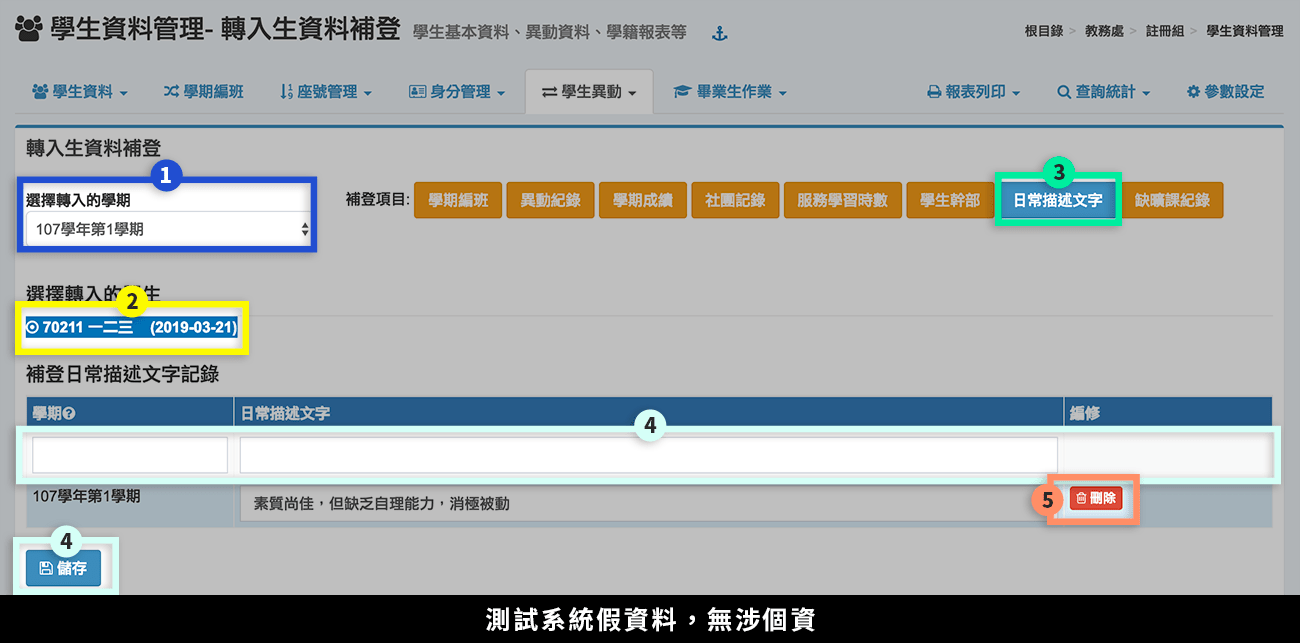 學生資料管理- 轉入生資料補登 學生基本資料、異動資料、學籍報表等
根目錄 > 教務處 > 註冊組 > 學生資料管理
學生資料 學期編班 座號管理 身分管理 學生異動 畢業生作業 報表列印 查詢統計 參數設定
轉入生資料補登
1
3
選擇轉入的學期
107學年第1學期
補登項目: 學期編班 異動紀錄 學期成績 社團記錄 服務學習時數 學生幹部 日常描述文字 缺曠課紀錄
選擇轉入的 生
2
70211 一二三 (2019-03-21)
補登日常描述文字記錄
學期 日常描述文字 編修
4
107學年第1學期 素質尚佳，但缺乏自理能力，消極被動 刪除
5
4
儲存
測試系統假資料，無涉個資